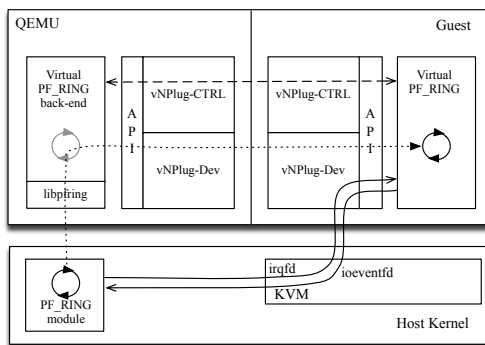 QEMU
Guest
Virtual
PF_RING
back-end
libpfring
A
P
I
vNPlug-CTRL
vNPlug-Dev
vNPlug-CTRL
vNPlug-Dev
A
P
I
Virtual
PF_RING
PF_RING
module
irqfd
ioeventfd
KVM
Host Kernel